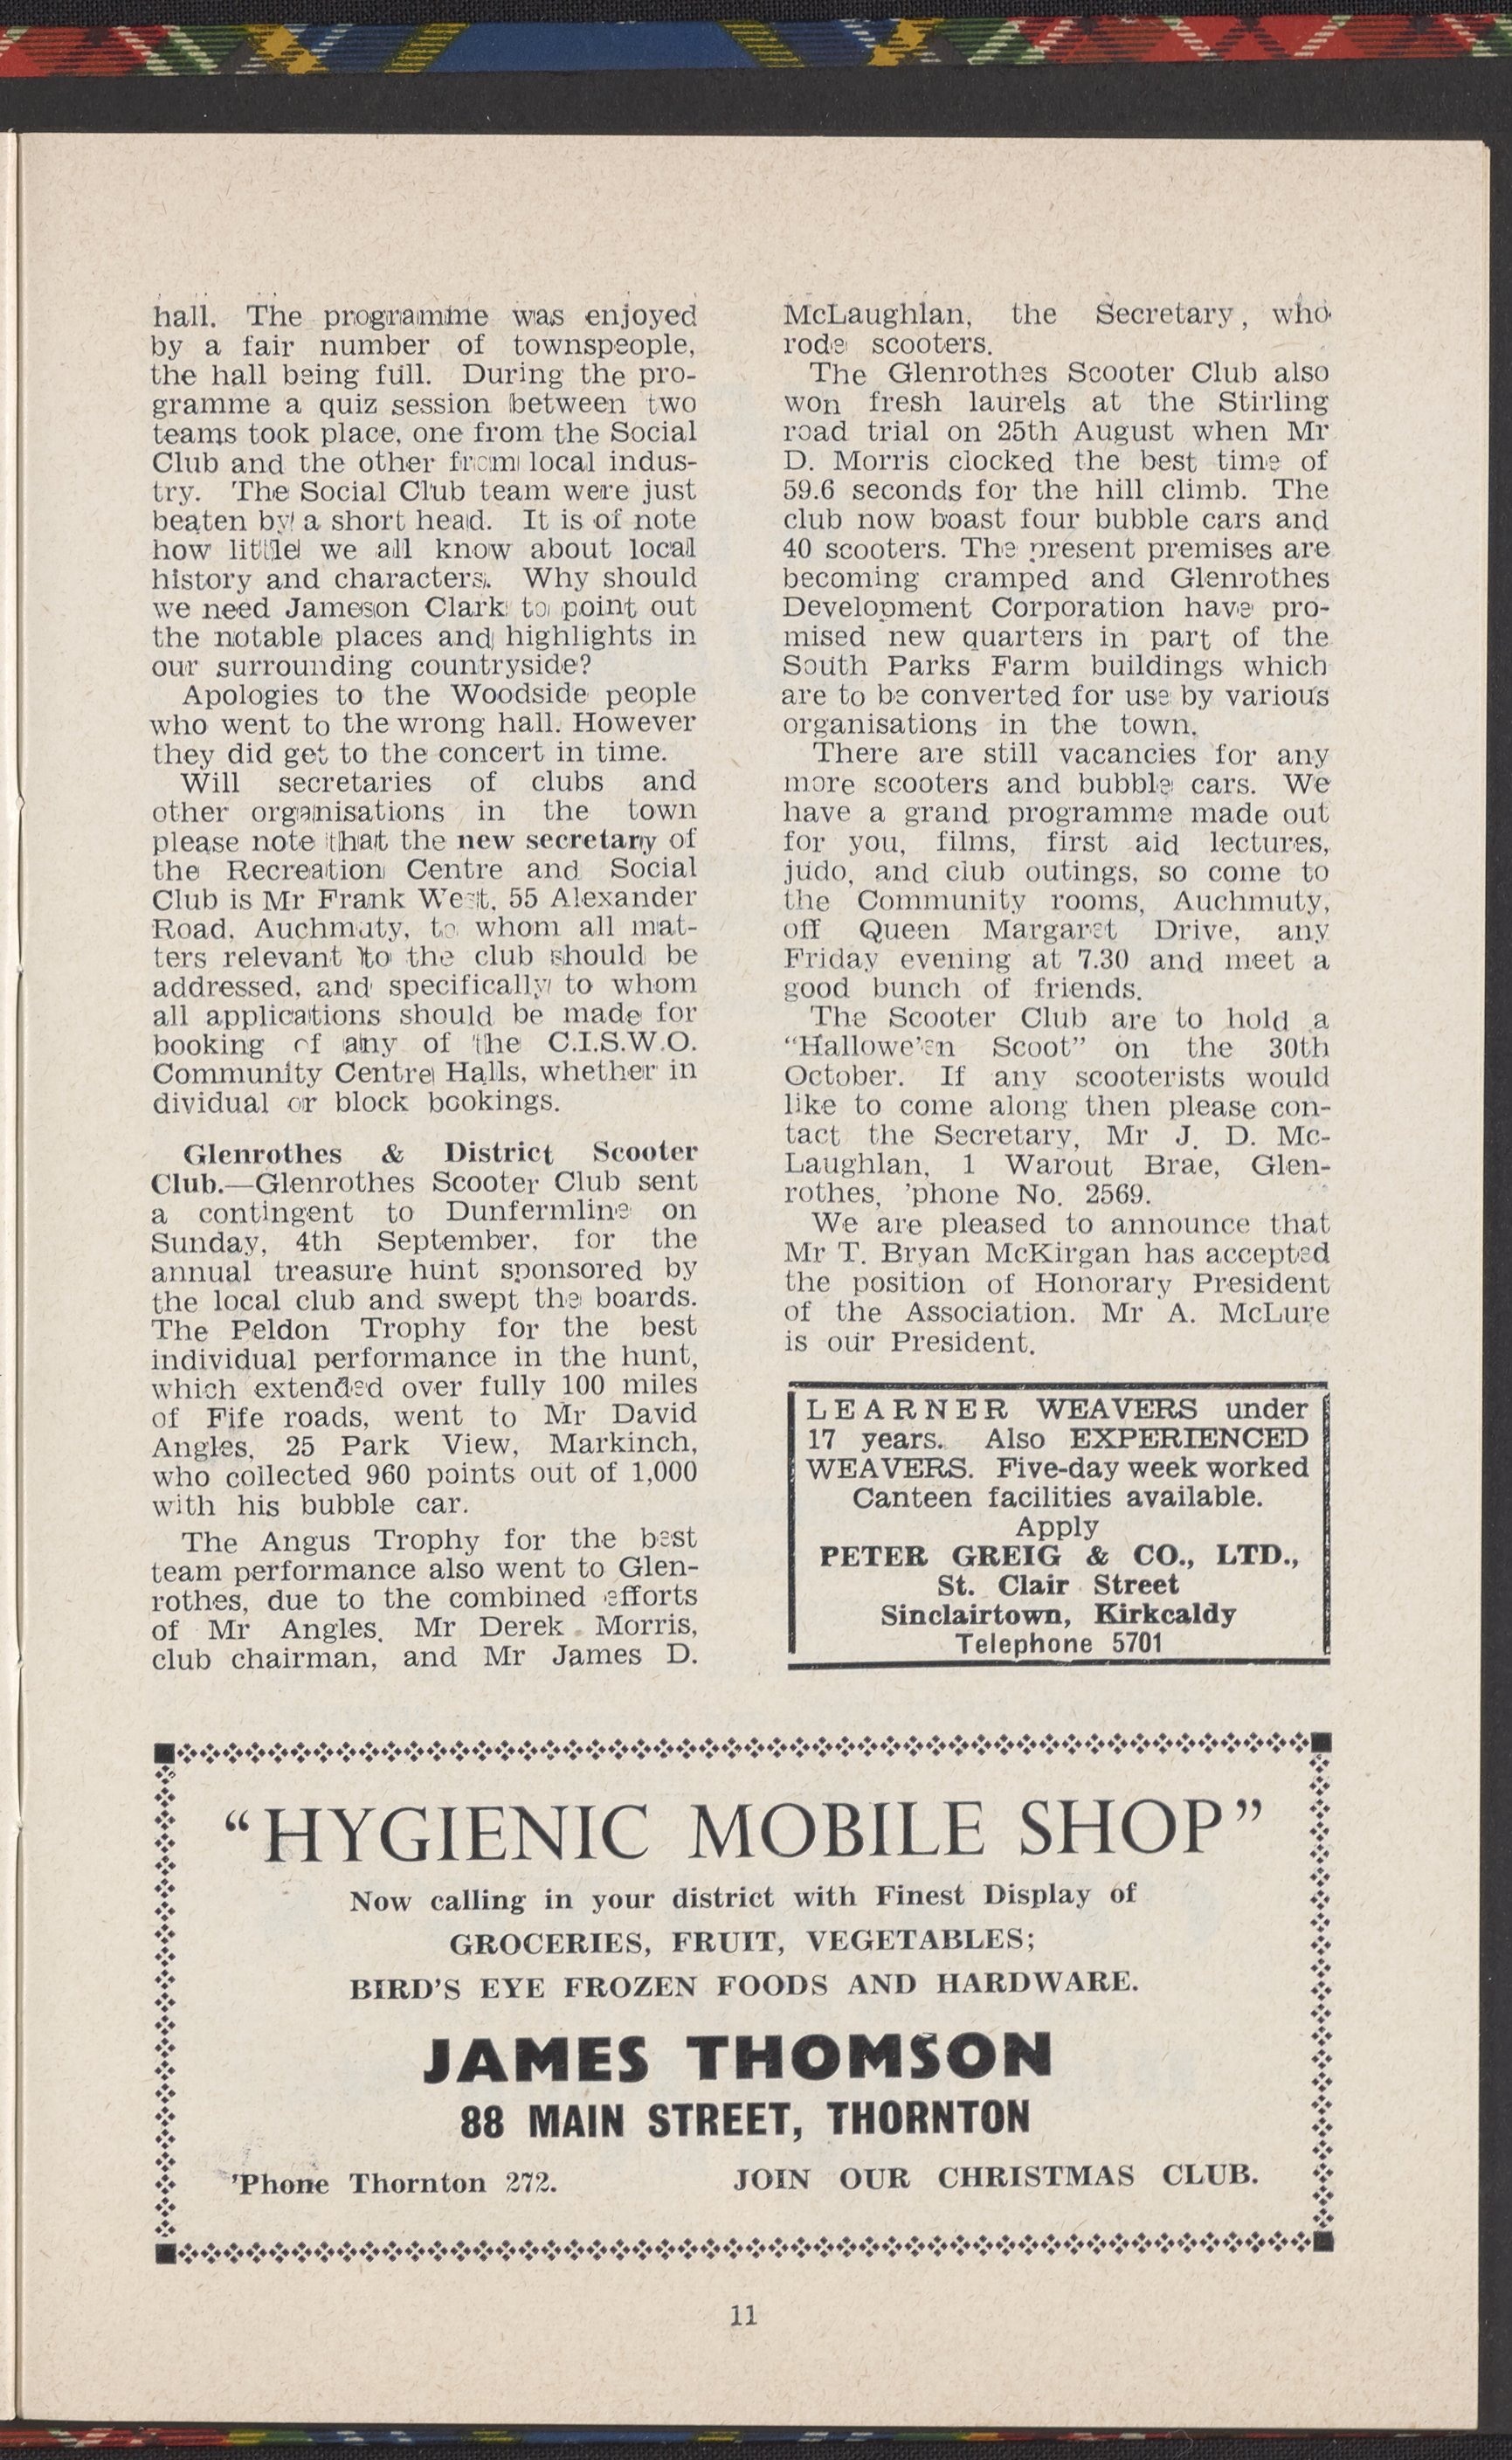 hall. The programme was enjoyed
by a fair number of townspeople,
the hall being full. During the pro-
gramme a quiz session between two
teams took place, one from the Social
Club and the other from local indus-
try. The Social Club team were just
beaten by a short head. It is of note
how little we all know about local
history and characters. Why should
we need Jameson Clark to point out
the notable places and highlights in
our surrounding countryside?
Apologies to the Woodside people
who went to the wrong hall. However
they did get to the concert in time.
Will secretaries of clubs and
other organisations in the town
please note that the new secretary of
the Recreation Centre and Social
Club is Mr Frank West, 55 Alexander
Road, Auchmuty, to whom all mat-
ters relevant to the club should be
addressed, and specifically to whom
all applications should be made for
booking of any of the C.I.S.W.O.
Community Centre Halls, whether in
dividual or block bookings.
Glenrothes & District Scooter
Club.—Glenrothes Scooter Club sent
a contingent to Dunfermline on
Sunday, 4th September, for the
annual treasure hunt sponsored by
the local club and swept the boards.
The Peldon Trophy for the best
individual performance in the hunt,
which extended over fully 100 miles
of Fife roads, went to Mr David
Angles, 25 Park View, Markinch,
who collected 960 points out of 1,000
with his bubble car.
The Angus Trophy for the best
team performance also went to Glen-
rothes, due to the combined efforts
of Mr Angles, Mr Derek Morris,
club chairman, and Mr James D.
McLaughlan, the Secretary, who
rode scooters.
The Glenrothes Scooter Club also
won fresh laurels at the Stirling
road trial on 25th August when Mr
D. Morris clocked the best time of
59.6 seconds for the hill climb. The
club now boast four bubble cars and
40 scooters. The present premises are
becoming cramped and Glenrothes
Development Corporation have pro-
mised new quarters in part of the
South Parks Farm buildings which
are to be converted for use by various
organisations in the town.
There are still vacancies for any
more scooters and bubble cars. We
have a grand programme made out
for you, films, first aid lectures,
judo, and club outings, so come to
the Community rooms, Auchmuty,
off Queen Margaret Drive, any
Friday evening at 7.30 and meet a
good bunch of friends.
The Scooter Club are to hold a
“Hallowe’en Scoot” on the 30th
October. If any scooterists would
like to come along then please con-
tact the Secretary, Mr J. D. Mc-
Laughlan, 1 Warout Brae, Glen-
rothes, ’phone No. 2569.
We are pleased to announce that
Mr T. Bryan McKirgan has accepted
the position of Honorary President
of the Association. Mr A. McLure
is our President.
LEARNER WEAVERS under
17 years. Also EXPERIENCED
WEAVERS. Five-day week worked
Canteen facilities available.
Apply
PETER GREIG & CO., LTD.,
St. Clair Street
Sinclairtown, Kirkcaldy
Telephone 5701
“HYGIENIC MOBILE SHOP”
Now calling in your district with Finest Display of
GROCERIES, FRUIT, VEGETABLES;
BIRD’S EYE FROZEN FOODS AND HARDWARE.
JAMES THOMSON
88 MAIN STREET, THORNTON
’Phone Thornton 272. JOIN OUR CHRISTMAS CLUB.
11